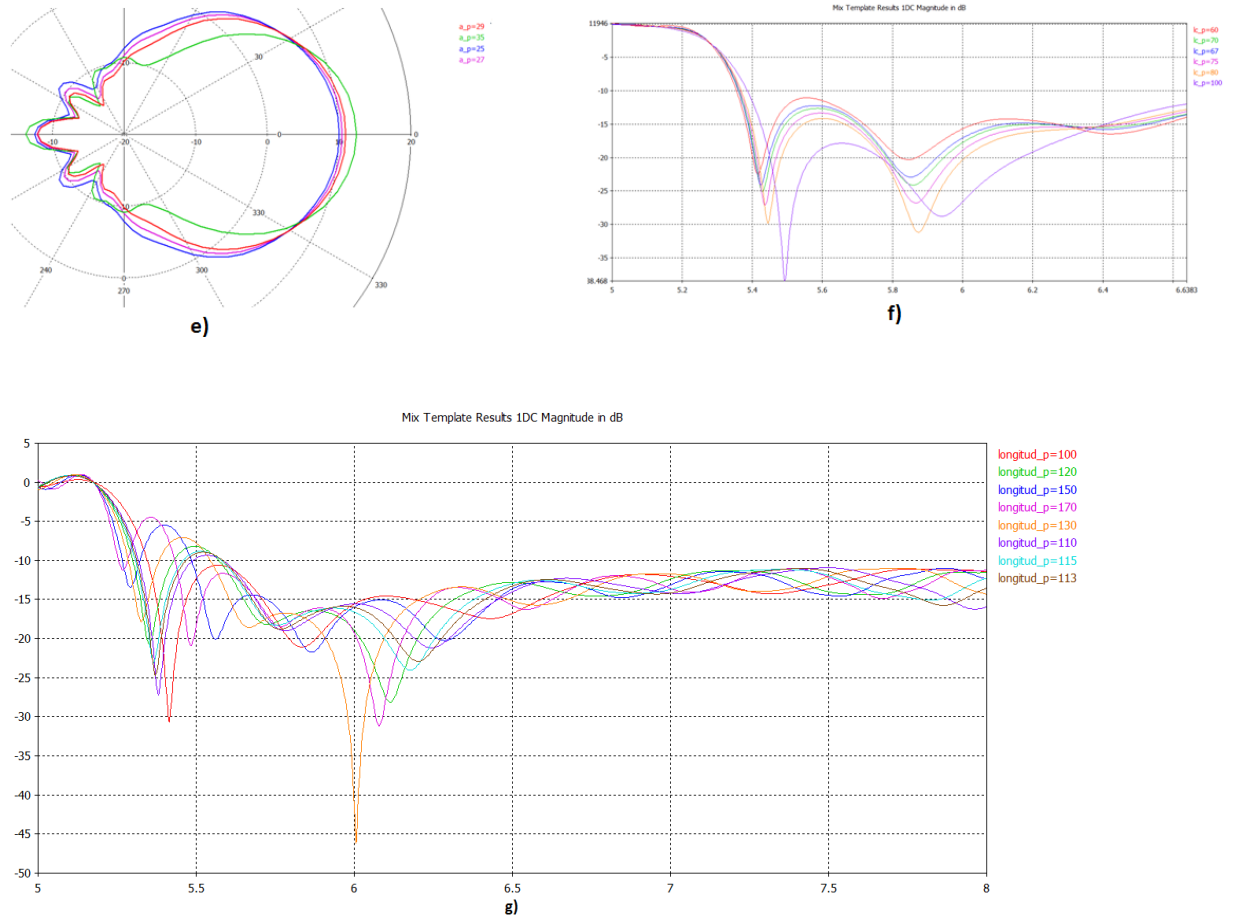 a_p=29
a_p=35
a_p=25
a_p=27
30
10
-10
-20
0
10
20
10
330
240
0
300
330
270
e)
Mix Template Results 1DC Magnitude in dB
11946
-5
-10
-15
-20
-25
-30
-35
38.468
5
5.2
5.4
5.6
5.8
6
6.2
6.4
6.6383
lc_p=60
lc_p=70
lc_p=67
lc_p=75
lc_p=80
lc_p=100
f)
Mix Template Results 1DC Magnitude in dB
5
0
-5
-10
-15
-20
-25
-30
-35
-40
-45
-50
5
5.5
6
6.5
7
7.5
8
longitud_p=100
longitud_p=120
longitud_p=150
longitud_p=170
longitud_p=130
longitud_p=110
longitud_p=115
longitud_p=113
g)